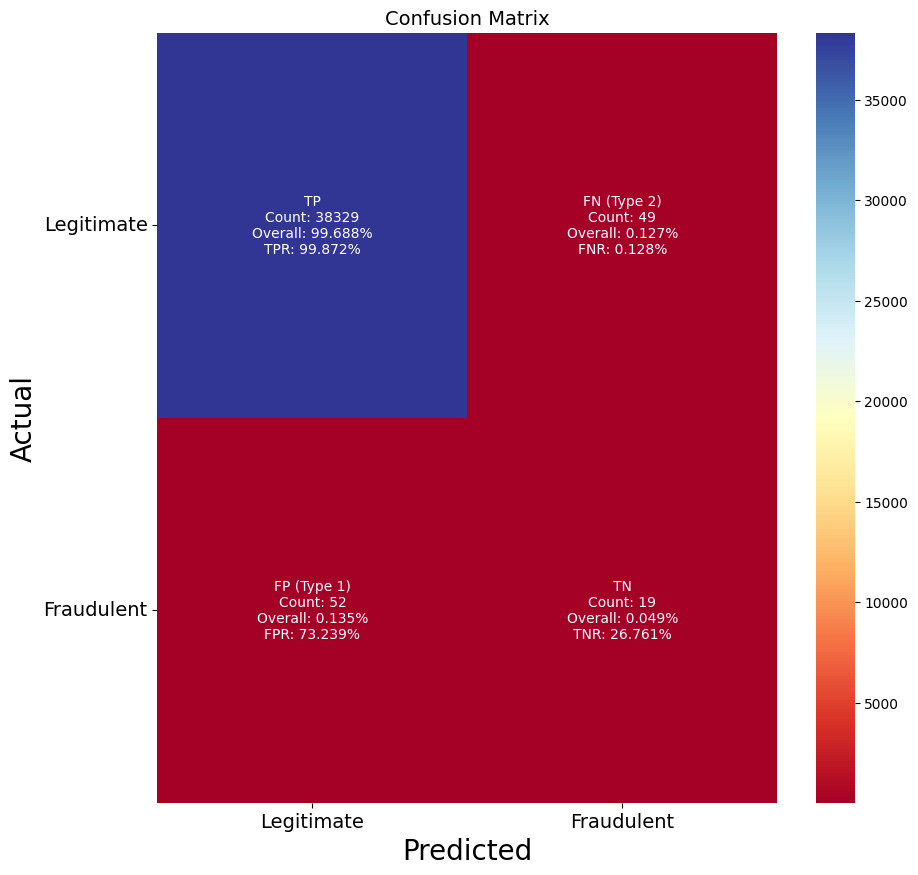 Confusion Matrix
Actual
Legitimate
Fraudulent
TP
Count: 38329
Overall: 99.688%
TPR: 99.872%
FN (Type 2)
Count: 49
Overall: 0.127%
FNR: 0.128%
FP (Type 1)
Count: 52
Overall: 0.135%
FPR: 73.239%
TN
Count: 19
Overall: 0.049%
TNR: 26.761%
Legitimate
Fraudulent
Predicted
35000
30000
25000
20000
15000
10000
5000